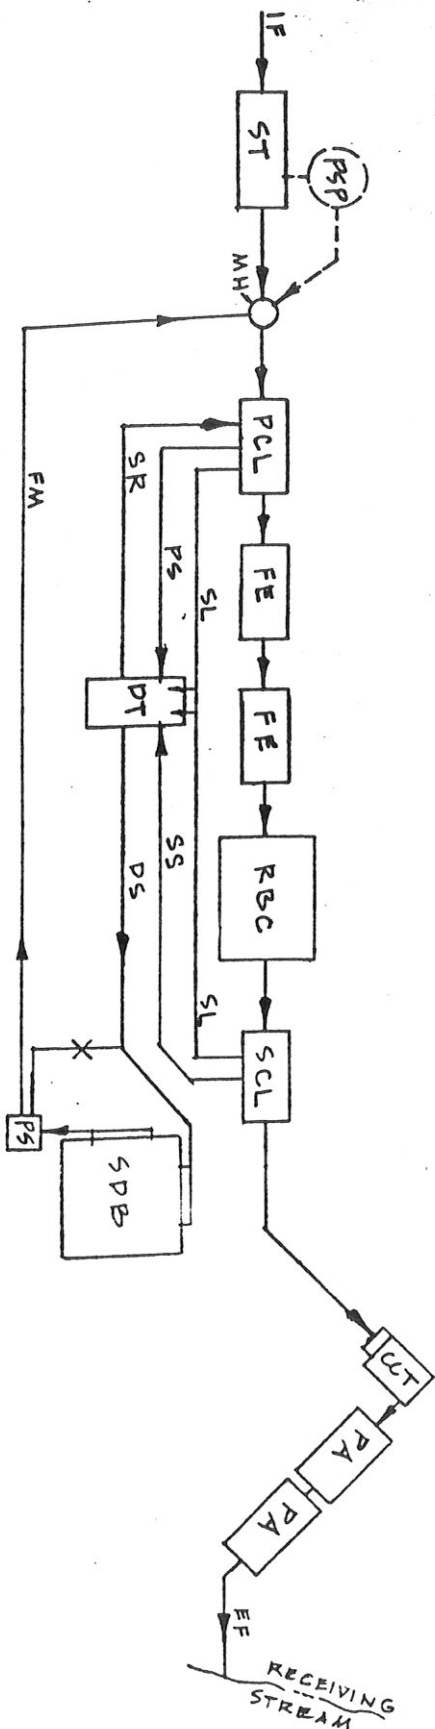 IF
ST
PSP
MH
PCL
FE
FE
RBC
SCL
CCT
PA
PA
EF
RECEIVING
STREAM
SL
SL
PS
SS
SR
DT
DS
FM
PS
SDB